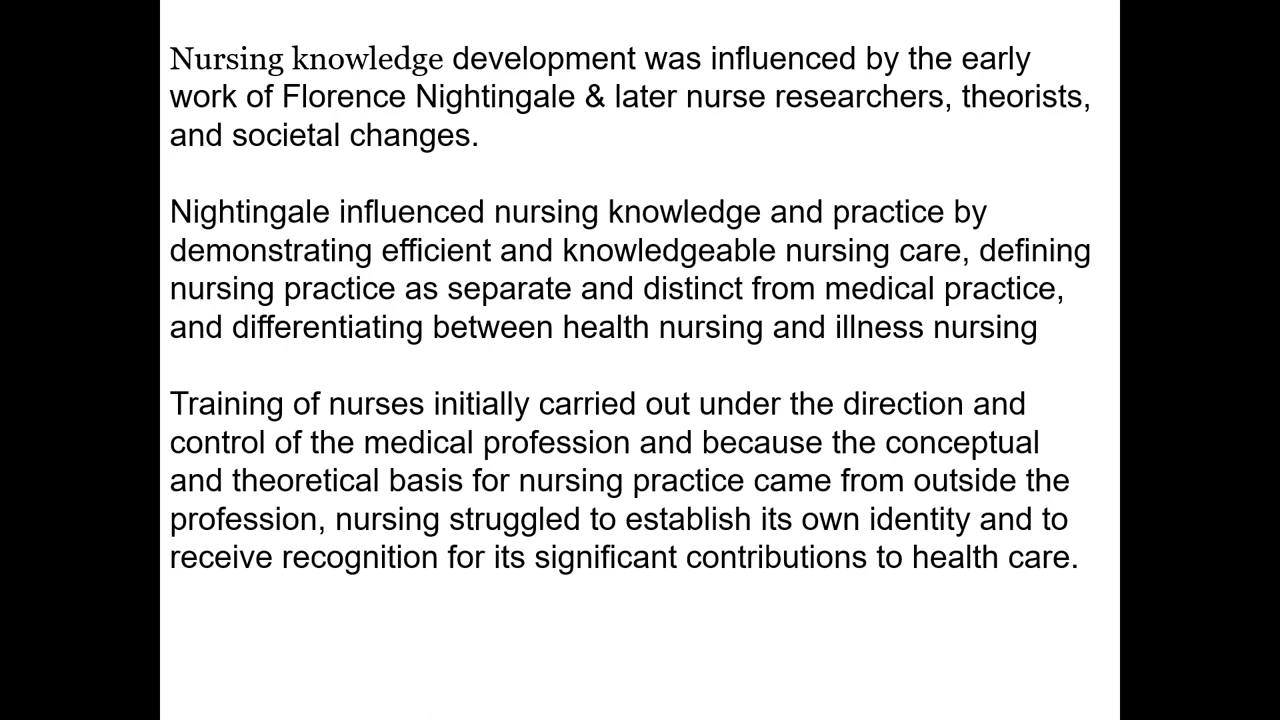 Nursing knowledge development was influenced by the early
work of Florence Nightingale & later nurse researchers, theorists,
and societal changes.
Nightingale influenced nursing knowledge and practice by
demonstrating efficient and knowledgeable nursing care, defining
nursing practice as separate and distinct from medical practice,
and differentiating between health nursing and illness nursing
Training of nurses initially carried out under the direction and
control of the medical profession and because the conceptual
and theoretical basis for nursing practice came from outside the
profession, nursing struggled to establish its own identity and to
receive recognition for its significant contributions to health care.